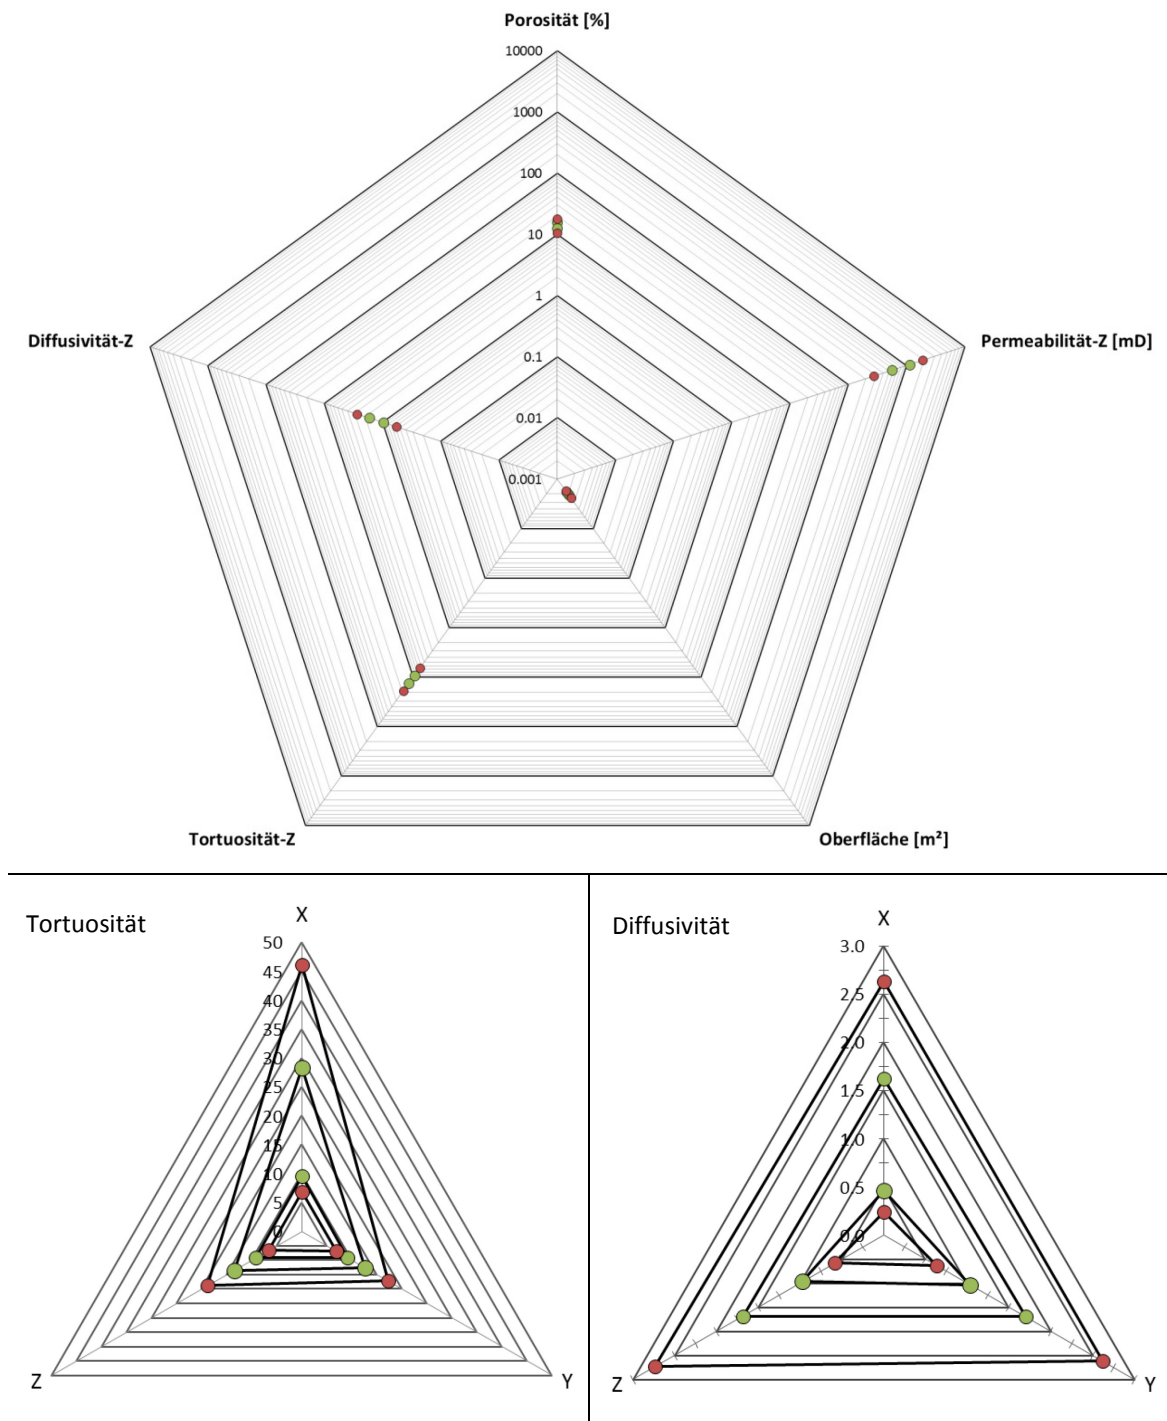 Porosität [%]
10000
1000
100
10
1
0.1
0.01
0.001
Diffusivität-Z
Permeabilität-Z [mD]
Tortuosität-Z
Oberfläche [m²]
Tortuosität
X
50
45
40
35
30
25
20
15
10
5
0
Z
Y
Diffusivität
X
3.0
2.5
2.0
1.5
1.0
0.5
0.0
Z
Y